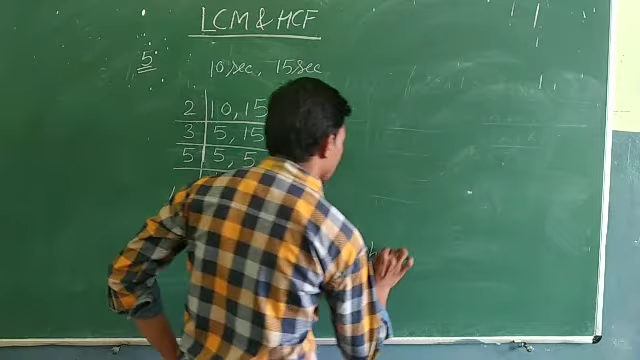 LCM & HCF
5
10 sec, 15 sec
2 10, 15
3 5, 15
5 5, 5